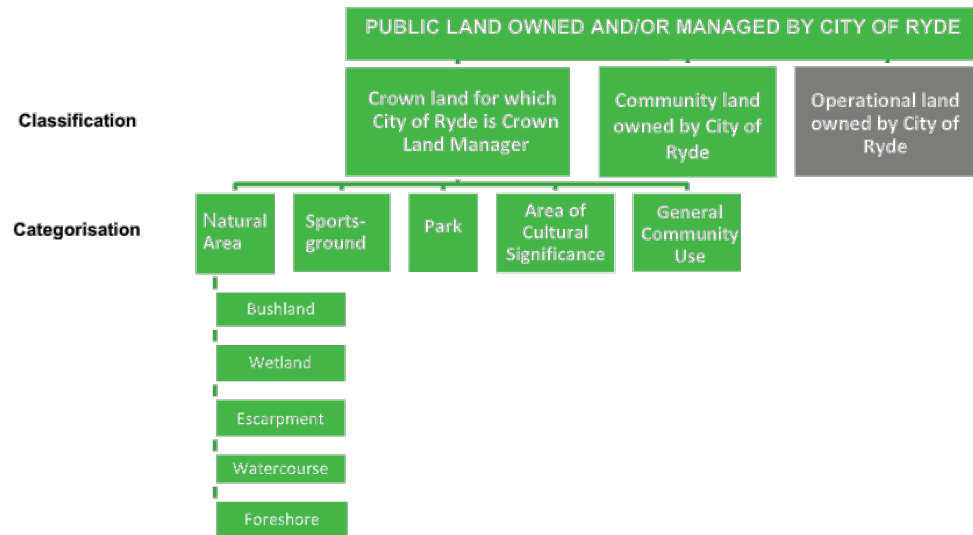 PUBLIC LAND OWNED AND/OR MANAGED BY CITY OF RYDE
Classification
Crown land for which
City of Ryde is Crown
Land Manager
Community land
owned by City of
Ryde
Operational land
owned by City of
Ryde
Categorisation
Natural
Area
Sports-
ground
Park
Area of
Cultural
Significance
General
Community
Use
Bushland
Wetland
Escarpment
Watercourse
Foreshore